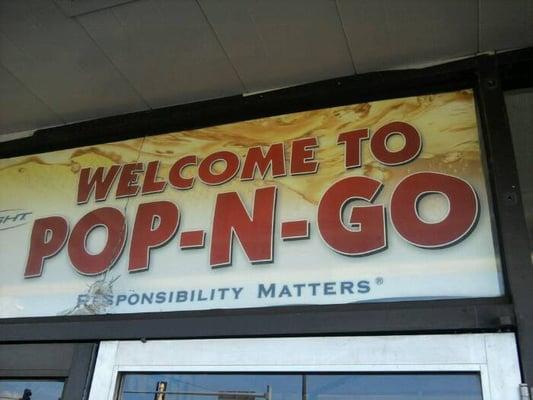 WELCOME TO
POP-N-GO
RESPONSIBILITY MATTERS®